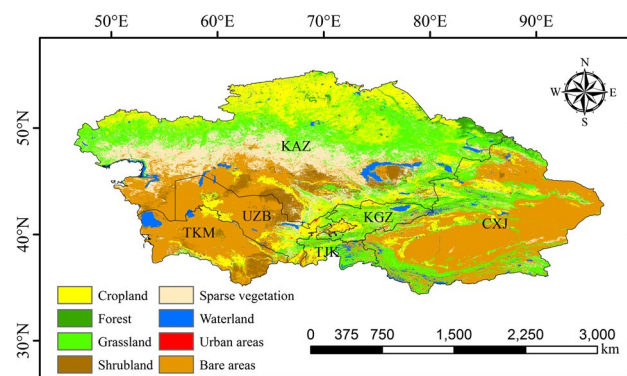 50°E 60°E 70°E 80°E 90°E
N
W E
S
50°N
KAZ
UZB
KGZ
CXJ
40°N
TKM
TJK
Cropland Sparse vegetation
Forest Waterland
Grassland Urban areas
Shrubland Bare areas
30°N
0 375 750 1,500 2,250 3,000
km